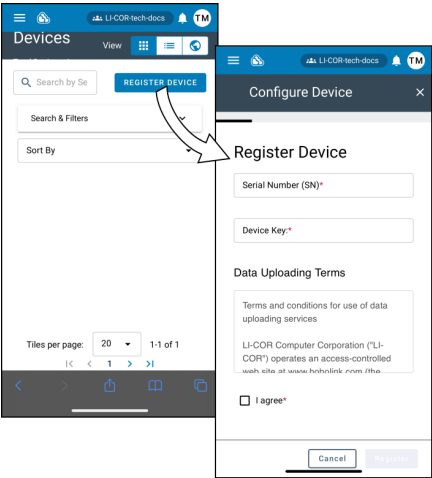 LI-COR-tech-docs
TM
Devices
View
Search by Se
REGISTER DEVICE
Search & Filters
Sort By
Tiles per page: 20 1-1 of 1
1
LI-COR-tech-docs
TM
Configure Device
Register Device
Serial Number (SN)*
Device Key:*
Data Uploading Terms
Terms and conditions for use of data
uploading services
LI-COR Computer Corporation ("LI-
COR") operates an access-controlled
web site at www.hobolink.com (the
I agree*
Cancel
Register